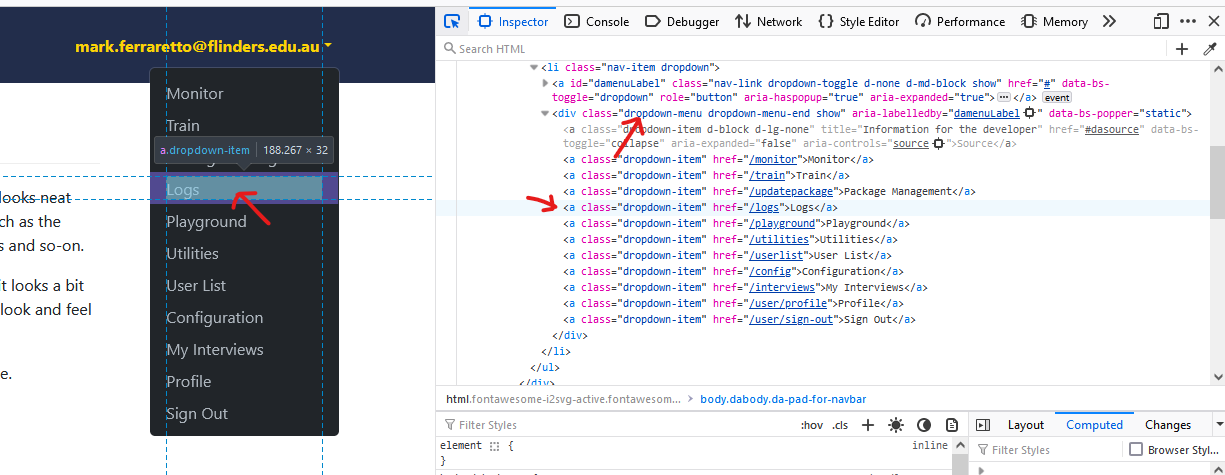 mark.ferraretto@flinders.edu.au
Monitor
Train
a.dropdown-item 188.267 × 32
Logs
Playground
Utilities
User List
Configuration
My Interviews
Profile
Sign Out
looks neat
ch as the
s and so-on.
it looks a bit
look and feel
e.
Inspector Console Debugger Network {} Style Editor Performance Memory
Search HTML
<li class="nav-item dropdown">
<a id="damenuLabel" class="nav-link dropdown-toggle d-none d-md-block show" href="#" data-bs-
toggle="dropdown" role="button" aria-haspopup="true" aria-expanded="true">⋯</a> event
<div class="dropdown-menu dropdown-menu-end show" aria-labelledby="damenuLabel" data-bs-popper="static">
<a class="dropdown-item d-block d-lg-none" title="Information for the developer" href="#dasource" data-bs-
toggle="collapse" aria-expanded="false" aria-controls="source">Source</a>
<a class="dropdown-item" href="/monitor">Monitor</a>
<a class="dropdown-item" href="/train">Train</a>
<a class="dropdown-item" href="/updatepackage">Package Management</a>
<a class="dropdown-item" href="/logs">Logs</a>
<a class="dropdown-item" href="/playground">Playground</a>
<a class="dropdown-item" href="/utilities">Utilities</a>
<a class="dropdown-item" href="/userlist">User List</a>
<a class="dropdown-item" href="/config">Configuration</a>
<a class="dropdown-item" href="/interviews">My Interviews</a>
<a class="dropdown-item" href="/user/profile">Profile</a>
<a class="dropdown-item" href="/user/sign-out">Sign Out</a>
</div>
</li>
</ul>
</div>
html.fontawesome-i2svg-active.fontawesom... > body.dabody.da-pad-for-navbar
Filter Styles :hov .cls +
element { inline
}
Layout Computed Changes
Filter Styles Browser Styl